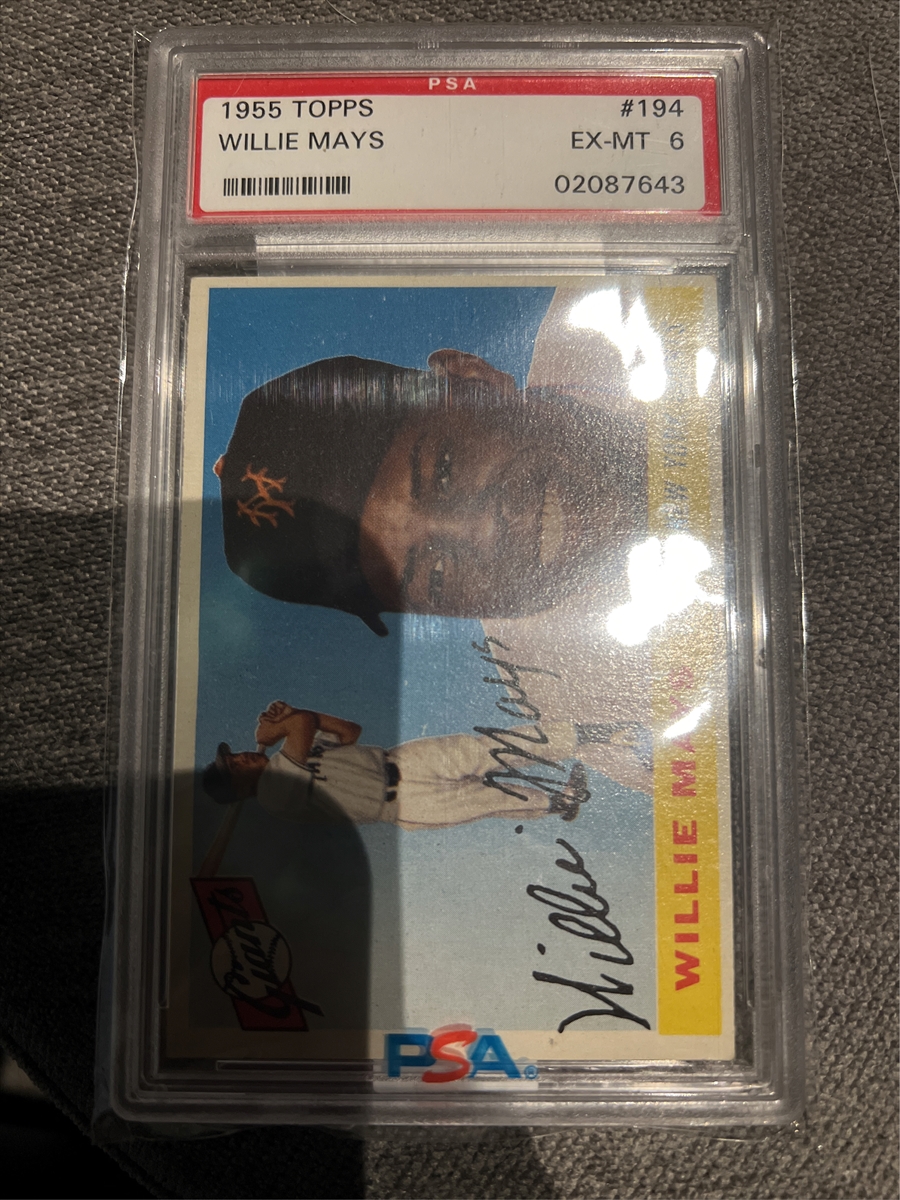 PSA
1955 TOPPS #194
WILLIE MAYS EX-MT 6
02087643
Giants
Willie Mays
WILLIE MAYS
PSA®